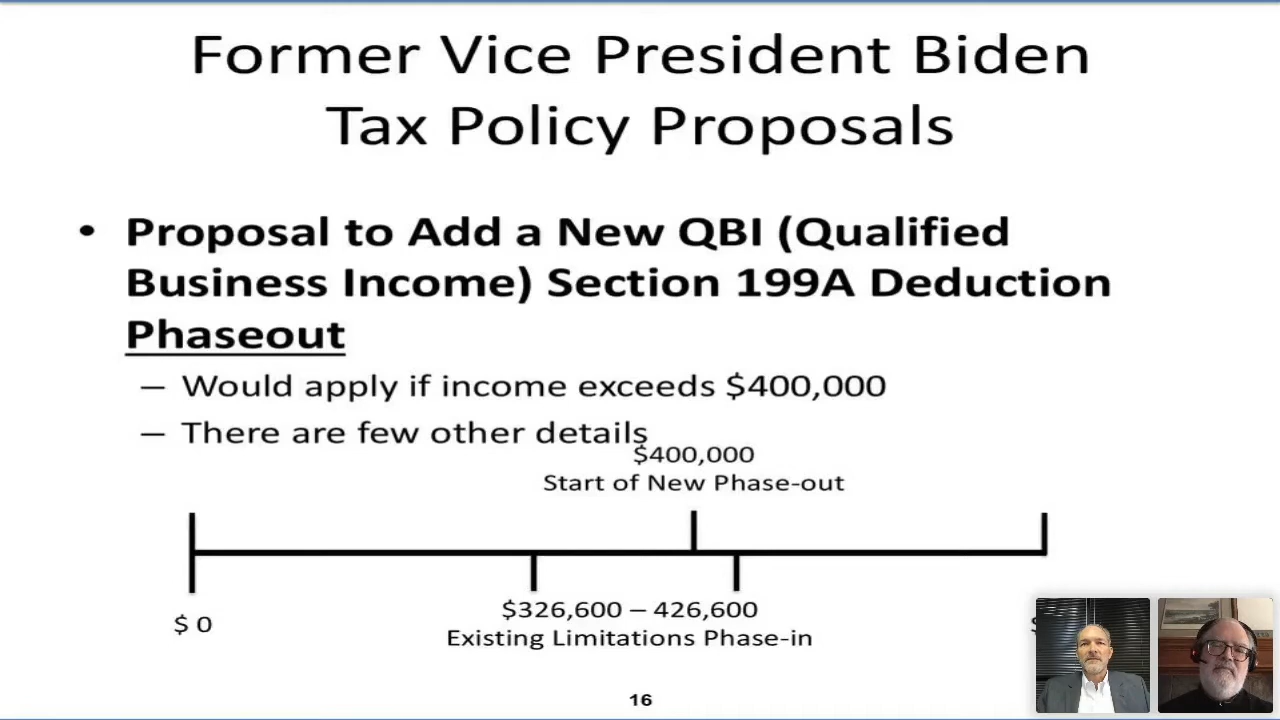 Former Vice President Biden
Tax Policy Proposals
• Proposal to Add a New QBI (Qualified
Business Income) Section 199A Deduction
Phaseout
– Would apply if income exceeds $400,000
– There are few other details
$400,000
Start of New Phase-out
$ 0
$326,600 – 426,600
Existing Limitations Phase-in
$
16